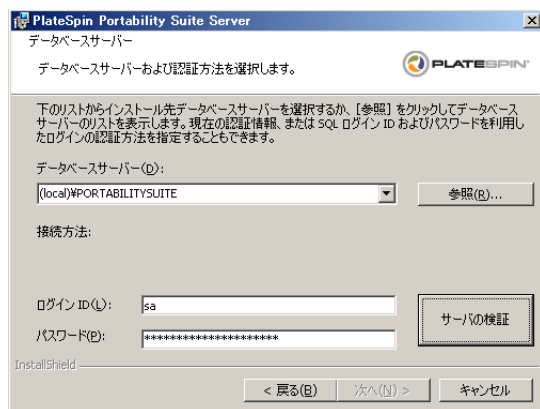 PlateSpin Portability Suite Server
データベースサーバー
データベースサーバーおよび認証方法を選択します。
PLATESPIN
下のリストからインストール先データベースサーバーを選択するか、[参照] をクリックしてデータベース
サーバーのリストを表示します。現在の認証情報、または SQL ログイン ID およびパスワードを利用し
たログインの認証方法を指定することもできます。
データベースサーバー(D):
(local)¥PORTABILITYSUITE
参照(R)...
接続方法:
ログイン ID(L):
sa
サーバの検証
パスワード(P):
**********************
InstallShield
< 戻る(B)
次へ(N) >
キャンセル